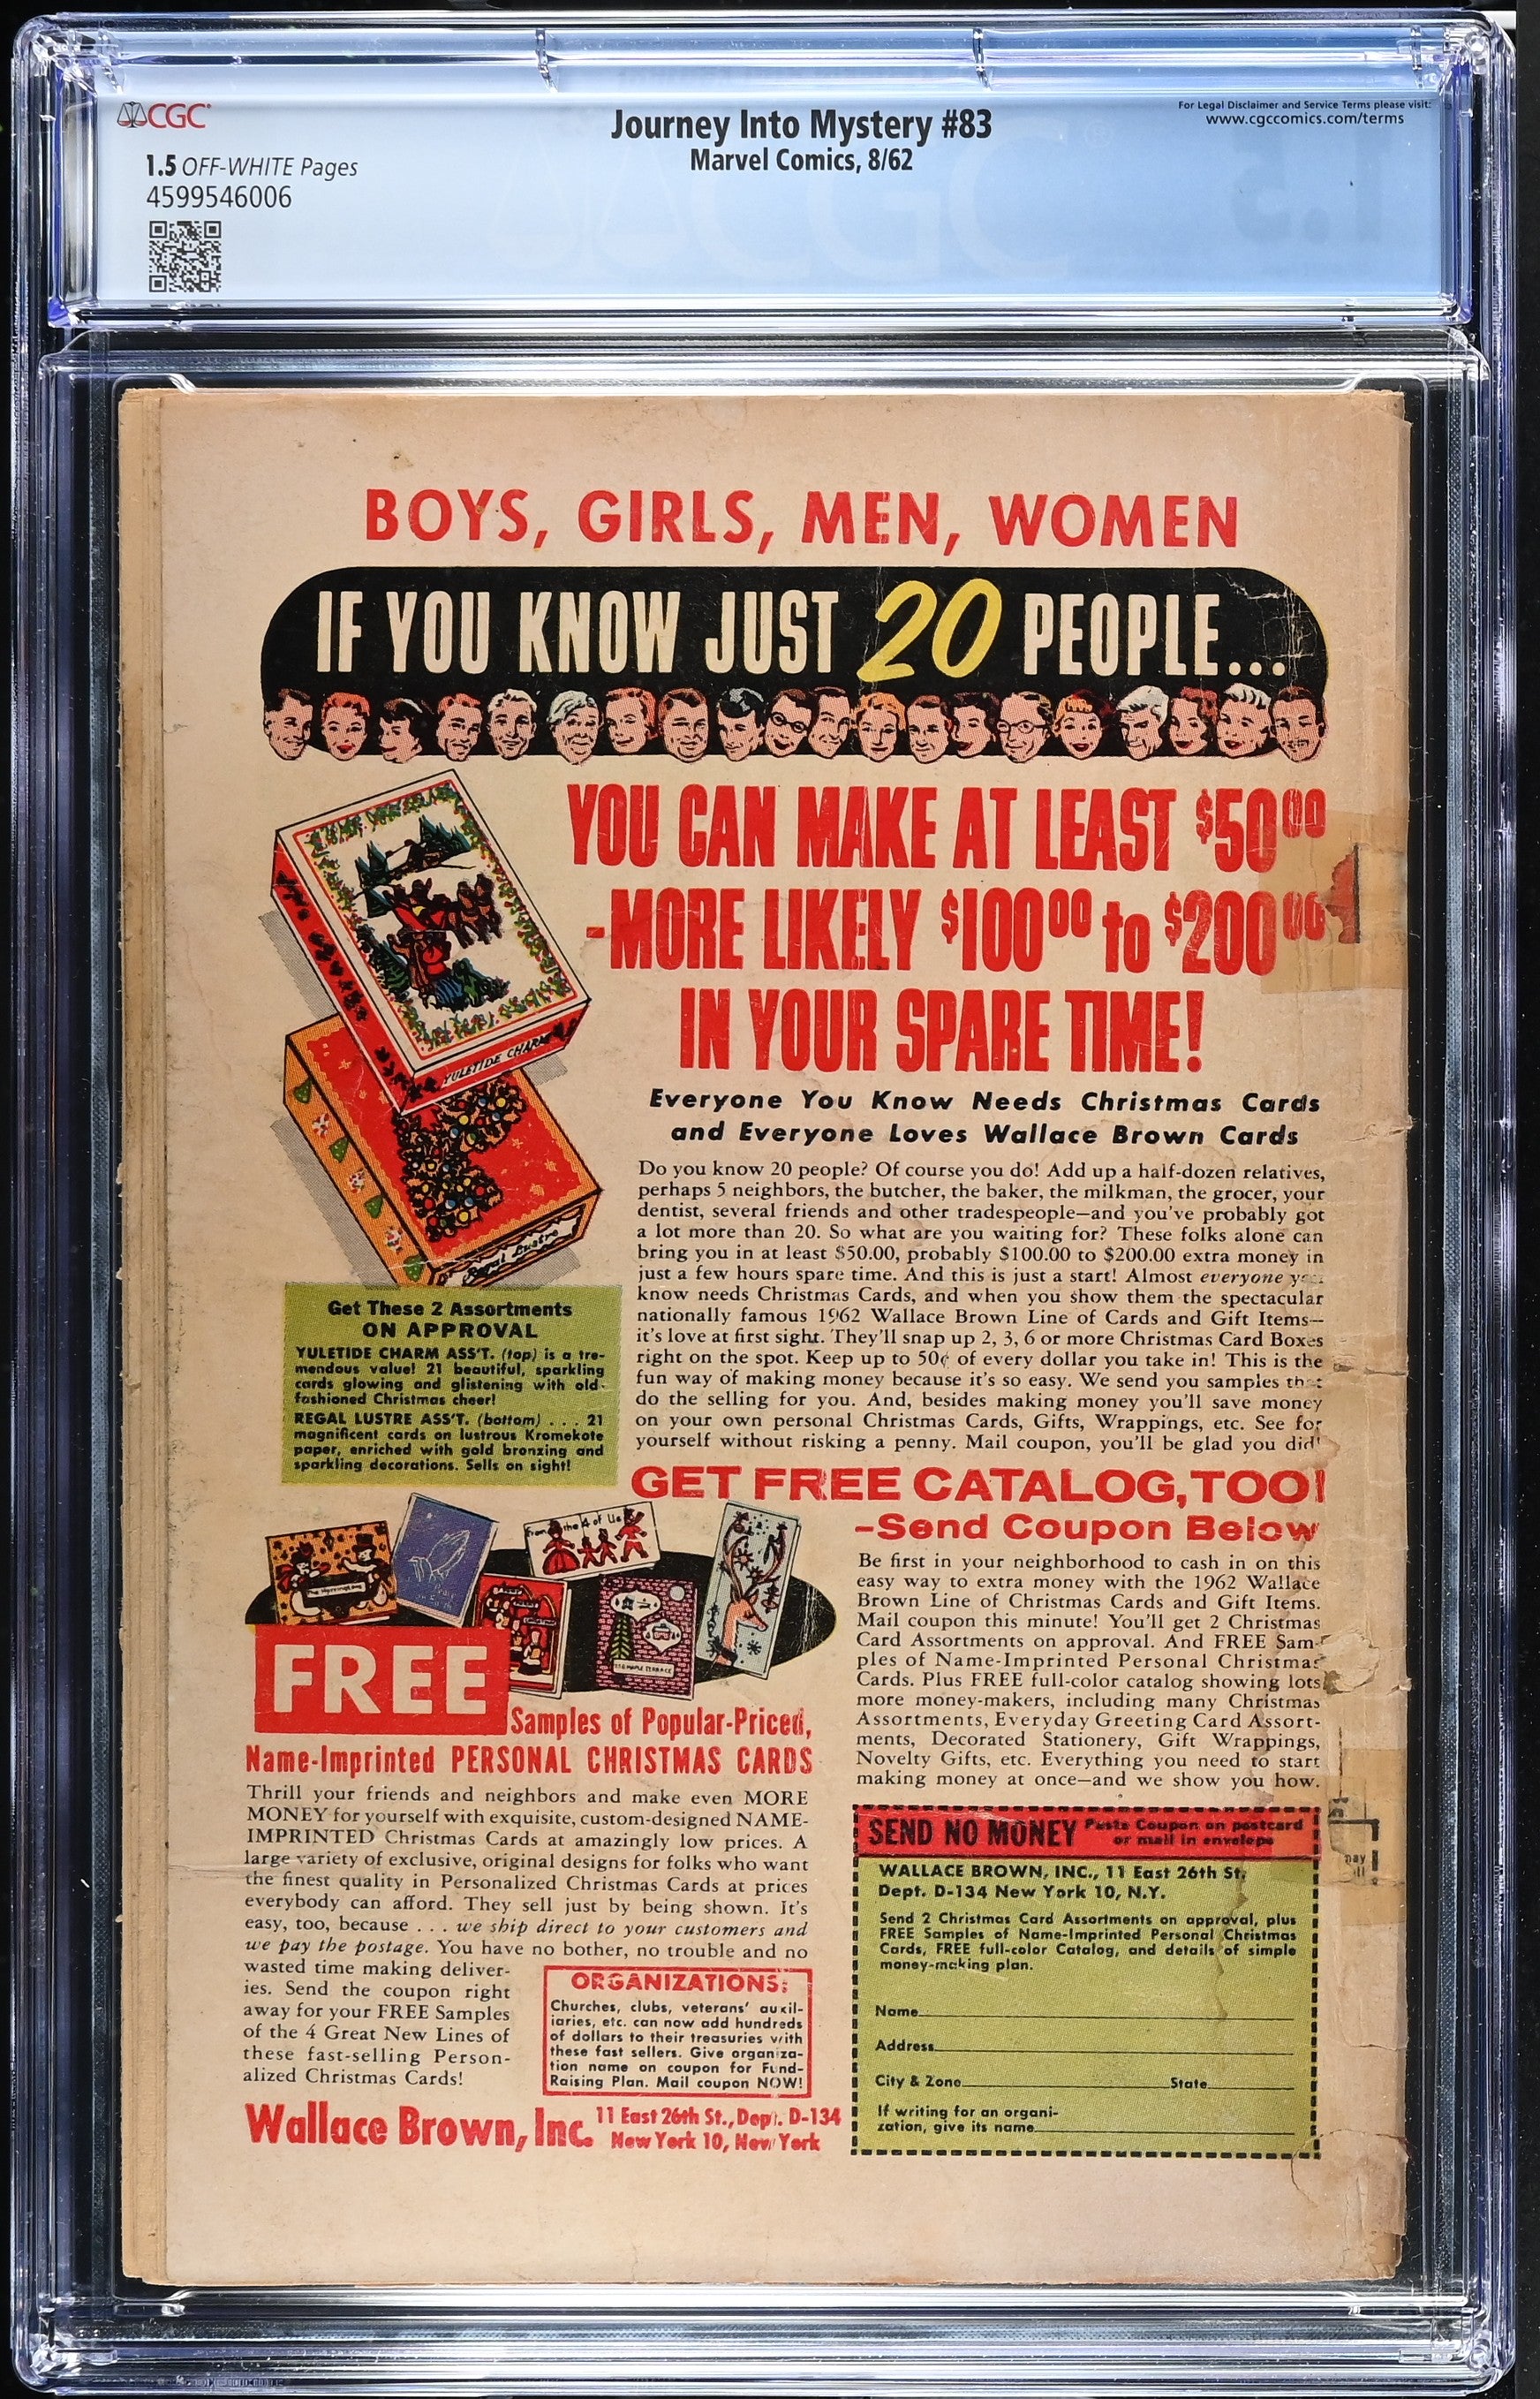 CGC
1.5 OFF-WHITE Pages
4599546006
Journey Into Mystery #83
Marvel Comics, 8/62
For Legal Disclaimer and Service Terms please visit:
www.cgccomics.com/terms
BOYS, GIRLS, MEN, WOMEN
IF YOU KNOW JUST 20 PEOPLE...
YOU CAN MAKE AT LEAST $50⁰⁰
-MORE LIKELY $100⁰⁰ to $200⁰⁰
IN YOUR SPARE TIME!
YULETIDE CHARM
Regal Lustre
Everyone You Know Needs Christmas Cards
and Everyone Loves Wallace Brown Cards
Do you know 20 people? Of course you do! Add up a half-dozen relatives,
perhaps 5 neighbors, the butcher, the baker, the milkman, the grocer, your
dentist, several friends and other tradespeople—and you've probably got
a lot more than 20. So what are you waiting for? These folks alone can
bring you in at least $50.00, probably $100.00 to $200.00 extra money in
just a few hours spare time. And this is just a start! Almost everyone
know needs Christmas Cards, and when you show them the spectacular
nationally famous 1962 Wallace Brown Line of Cards and Gift Items—
it's love at first sight. They'll snap up 2, 3, 6 or more Christmas Card Boxes
right on the spot. Keep up to 50¢ of every dollar you take in! This is the
fun way of making money because it's so easy. We send you samples that
do the selling for you. And, besides making money you'll save money
on your own personal Christmas Cards, Gifts, Wrappings, etc. See for
yourself without risking a penny. Mail coupon, you'll be glad you did!
Get These 2 Assortments
ON APPROVAL
YULETIDE CHARM ASS'T. (top) is a tre-
mendous value! 21 beautiful, sparkling
cards glowing and glistening with old-
fashioned Christmas cheer!
REGAL LUSTRE ASS'T. (bottom) . . . 21
magnificent cards on lustrous Kromekote
paper, enriched with gold bronzing and
sparkling decorations. Sells on sight!
GET FREE CATALOG, TOO!
-Send Coupon Below
Be first in your neighborhood to cash in on this
easy way to extra money with the 1962 Wallace
Brown Line of Christmas Cards and Gift Items.
Mail coupon this minute! You'll get 2 Christmas
Card Assortments on approval. And FREE Sam-
ples of Name-Imprinted Personal Christmas
Cards. Plus FREE full-color catalog showing lots
more money-makers, including many Christmas
Assortments, Everyday Greeting Card Assort-
ments, Decorated Stationery, Gift Wrappings,
Novelty Gifts, etc. Everything you need to start
making money at once—and we show you how.
from the 4 of Us
FREE
Samples of Popular-Priced,
Name-Imprinted PERSONAL CHRISTMAS CARDS
Thrill your friends and neighbors and make even MORE
MONEY for yourself with exquisite, custom-designed NAME-
IMPRINTED Christmas Cards at amazingly low prices. A
large variety of exclusive, original designs for folks who want
the finest quality in Personalized Christmas Cards at prices
everybody can afford. They sell just by being shown. It's
easy, too, because . . . we ship direct to your customers and
we pay the postage. You have no bother, no trouble and no
wasted time making deliver-
ies. Send the coupon right
away for your FREE Samples
of the 4 Great New Lines of
these fast-selling Person-
alized Christmas Cards!
ORGANIZATIONS:
Churches, clubs, veterans' auxil-
iaries, etc. can now add hundreds
of dollars to their treasuries with
these fast sellers. Give organiza-
tion name on coupon for Fund-
Raising Plan. Mail coupon NOW!
Wallace Brown, Inc. 11 East 26th St., Dept. D-134
New York 10, New York
SEND NO MONEY Paste Coupon on postcard
or mail in envelope
WALLACE BROWN, INC., 11 East 26th St.
Dept. D-134 New York 10, N.Y.
Send 2 Christmas Card Assortments on approval, plus
FREE Samples of Name-Imprinted Personal Christmas
Cards, FREE full-color Catalog, and details of simple
money-making plan.
Name
Address
City & Zone State
If writing for an organi-
zation, give its name